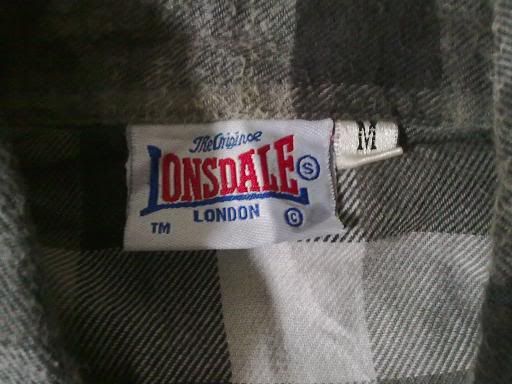 The Original
LONSDALE S
LONDON
TM ©
M